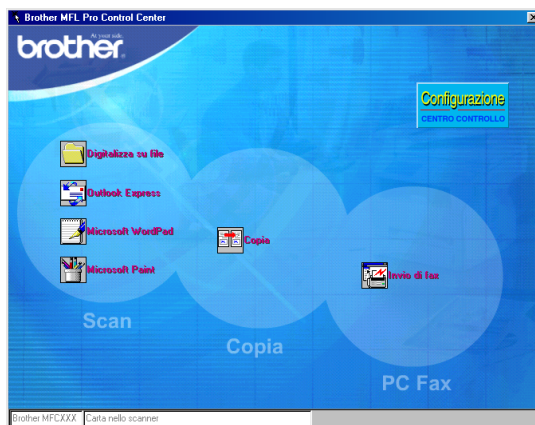 Brother MFL Pro Control Center
At your side.
brother.
Configurazione
CENTRO CONTROLLO
Digitalizza su file
Outlook Express
Microsoft WordPad
Microsoft Paint
Copia
Invio di fax
Scan
Copia
PC Fax
Brother MFCXXX Carta nello scanner